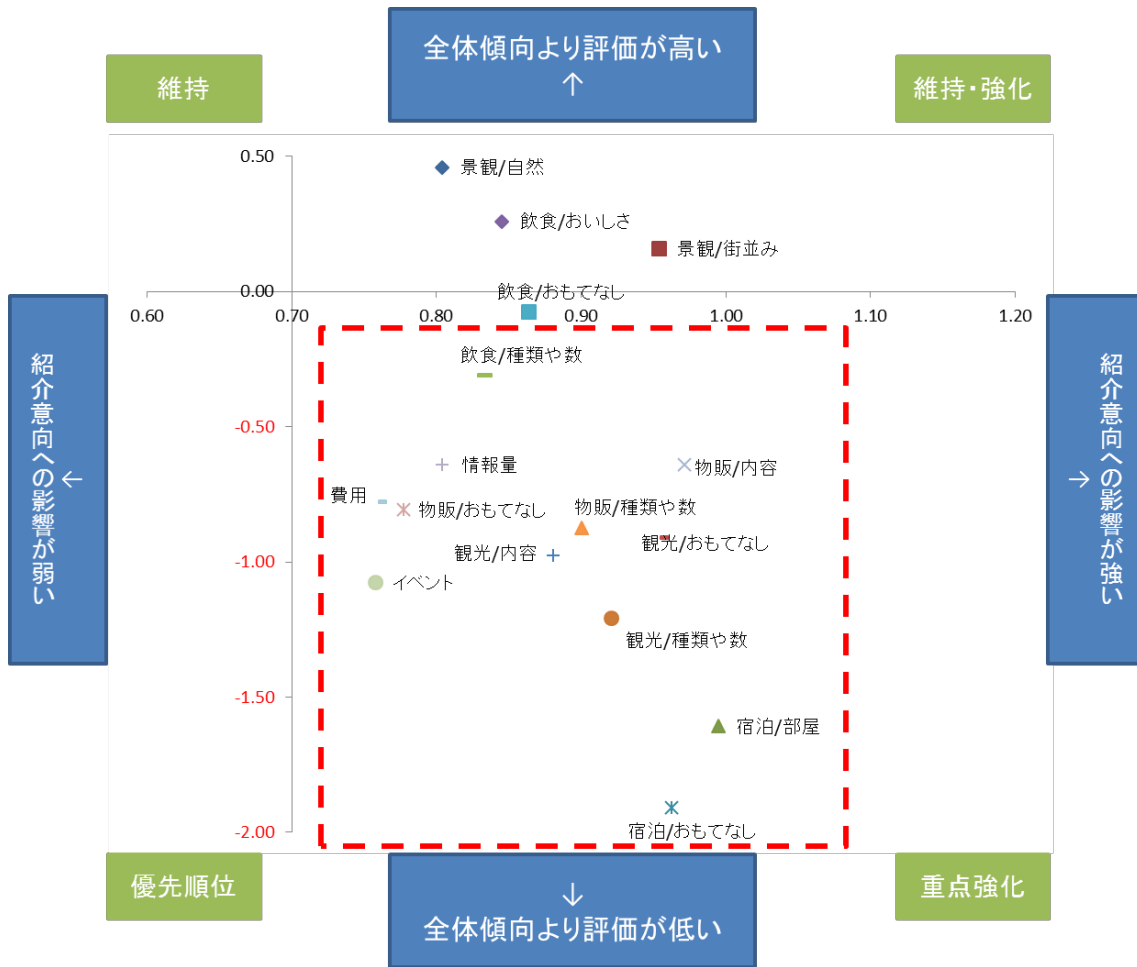 全体傾向より評価が高い
↑
維持
維持・強化
0.50
景観/自然
飲食/おいしさ
景観/街並み
0.00
飲食/おもてなし
0.60
0.70
0.80
0.90
1.00
1.10
1.20
紹介意向への影響が弱い
←
紹介意向への影響が強い
→
飲食/種類や数
-0.50
情報量
物販/内容
費用
物販/おもてなし
物販/種類や数
観光/おもてなし
観光/内容
-1.00
イベント
観光/種類や数
-1.50
宿泊/部屋
-2.00
宿泊/おもてなし
優先順位
重点強化
↓
全体傾向より評価が低い